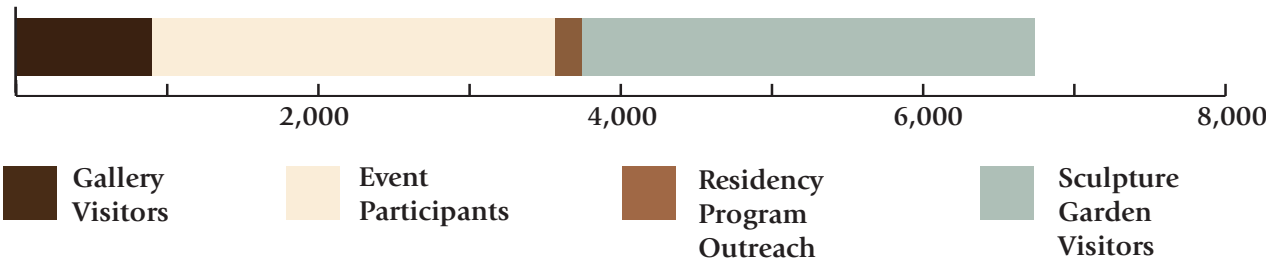 2,000 4,000 6,000 8,000
Gallery
Visitors
Event
Participants
Residency
Program
Outreach
Sculpture
Garden
Visitors